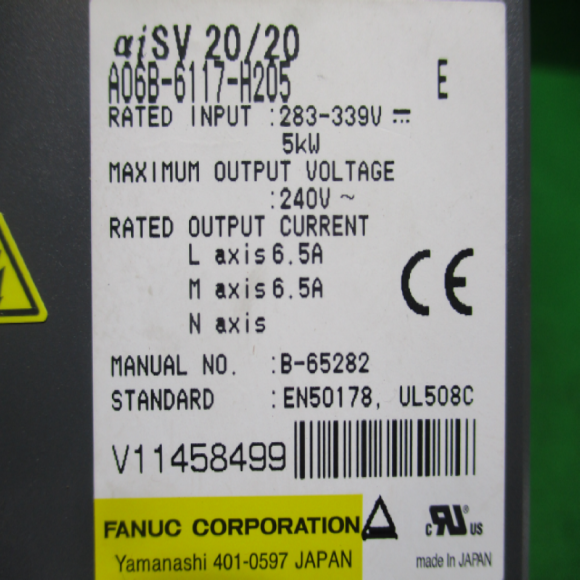 αiSV 20/20
A06B-6117-H205 E
RATED INPUT :283-339V ⎓
5kW
MAXIMUM OUTPUT VOLTAGE
:240V ~
RATED OUTPUT CURRENT
L axis 6.5A
M axis 6.5A
N axis
CE
MANUAL NO. :B-65282
STANDARD :EN50178, UL508C
V11458499
FANUC CORPORATION
Yamanashi 401-0597 JAPAN
c RU US
made In JAPAN